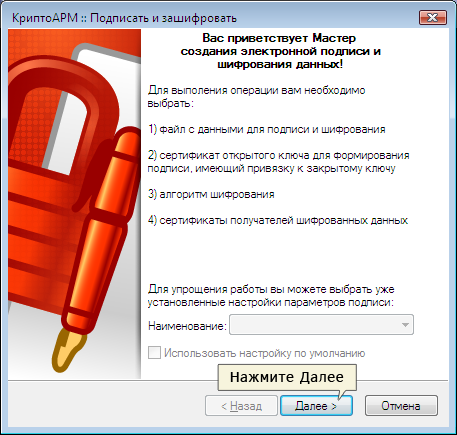 КриптоАРМ :: Подписать и зашифровать
Вас приветствует Мастер
создания электронной подписи и
шифрования данных!
Для выполения операции вам необходимо
выбрать:
1) файл с данными для подписи и шифрования
2) сертификат открытого ключа для формирования
подписи, имеющий привязку к закрытому ключу
3) алгоритм шифрования
4) сертификаты получателей шифрованных данных
Для упрощения работы вы можете выбрать уже
установленные настройки параметров подписи:
Наименование:
Использовать настройку по умолчанию
Нажмите Далее
< Назад Далее > Отмена